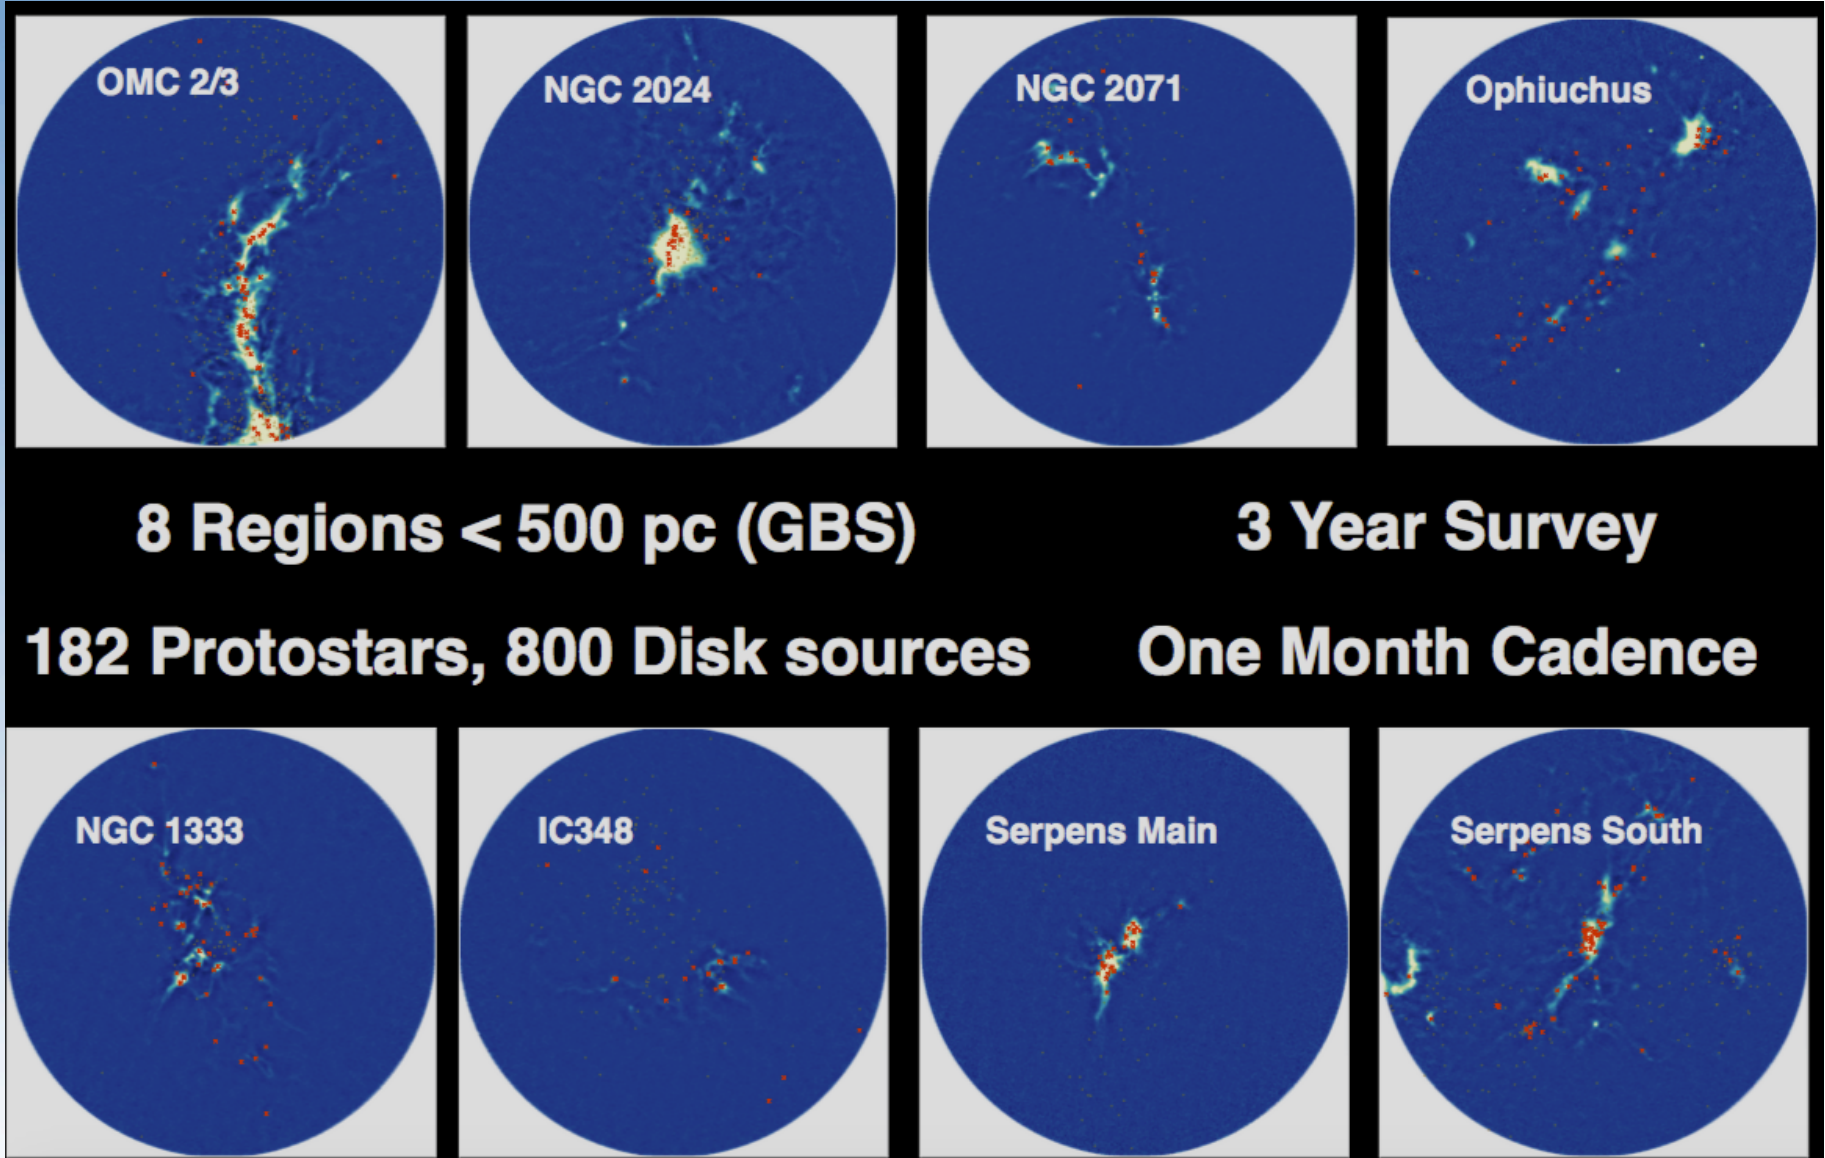 OMC 2/3
NGC 2024
NGC 2071
Ophiuchus
8 Regions < 500 pc (GBS)
3 Year Survey
182 Protostars, 800 Disk sources
One Month Cadence
NGC 1333
IC348
Serpens Main
Serpens South